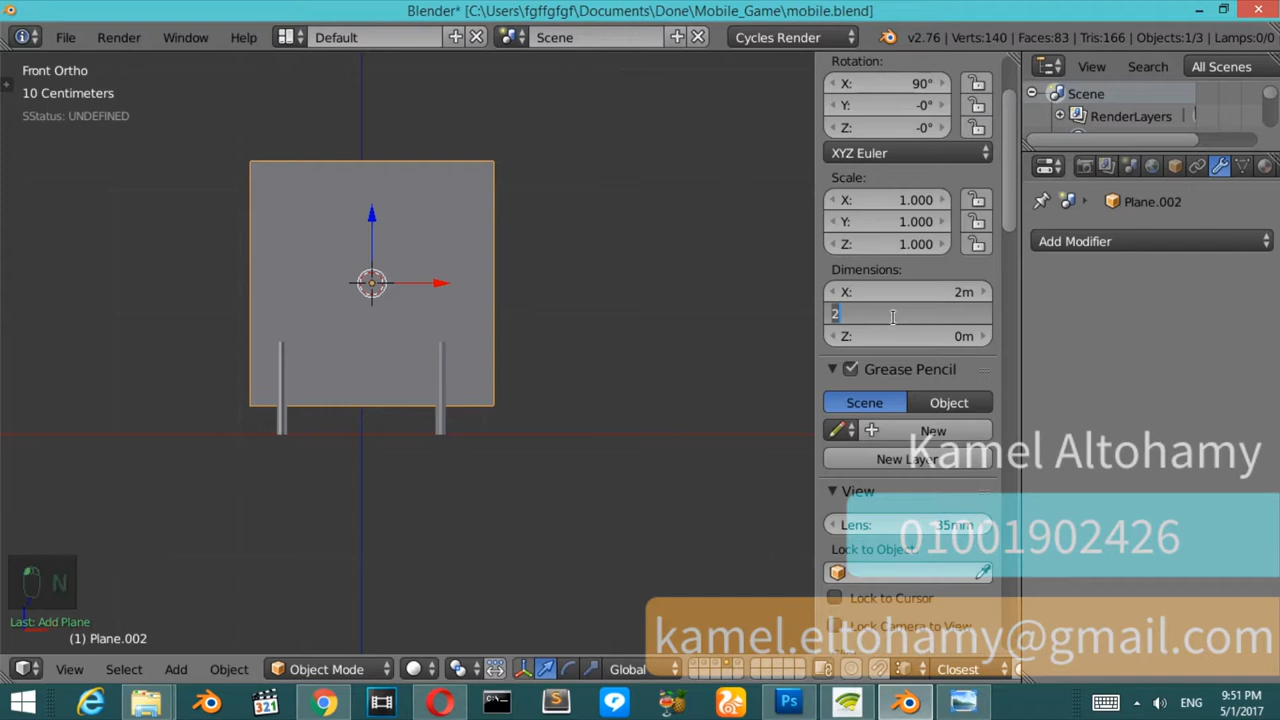 Blender* [C:\Users\fgffgfgf\Documents\Done\Mobile_Game\mobile.blend]
File Render Window Help Default Scene Cycles Render v2.76 | Verts:140 | Faces:83 | Tris:166 | Objects:1/3 | Lamps:0/0
Front Ortho
10 Centimeters
SStatus: UNDEFINED
Rotation:
X: 90°
Y: -0°
Z: -0°
XYZ Euler
Scale:
X: 1.000
Y: 1.000
Z: 1.000
Dimensions:
X: 2m
2
Z: 0m
Grease Pencil
Scene Object
New
New Layer
View
Lens: 35mm
Lock to Object:
Lock to Cursor
Lock Camera to View
View Search All Scenes
Scene
RenderLayers
Plane.002
Add Modifier
Kamel Altohamy
01001902426
kamel.eltohamy@gmail.com
N
Last: Add Plane
(1) Plane.002
View Select Add Object Object Mode Global Closest
321
Ps
ENG
9:51 PM
5/1/2017